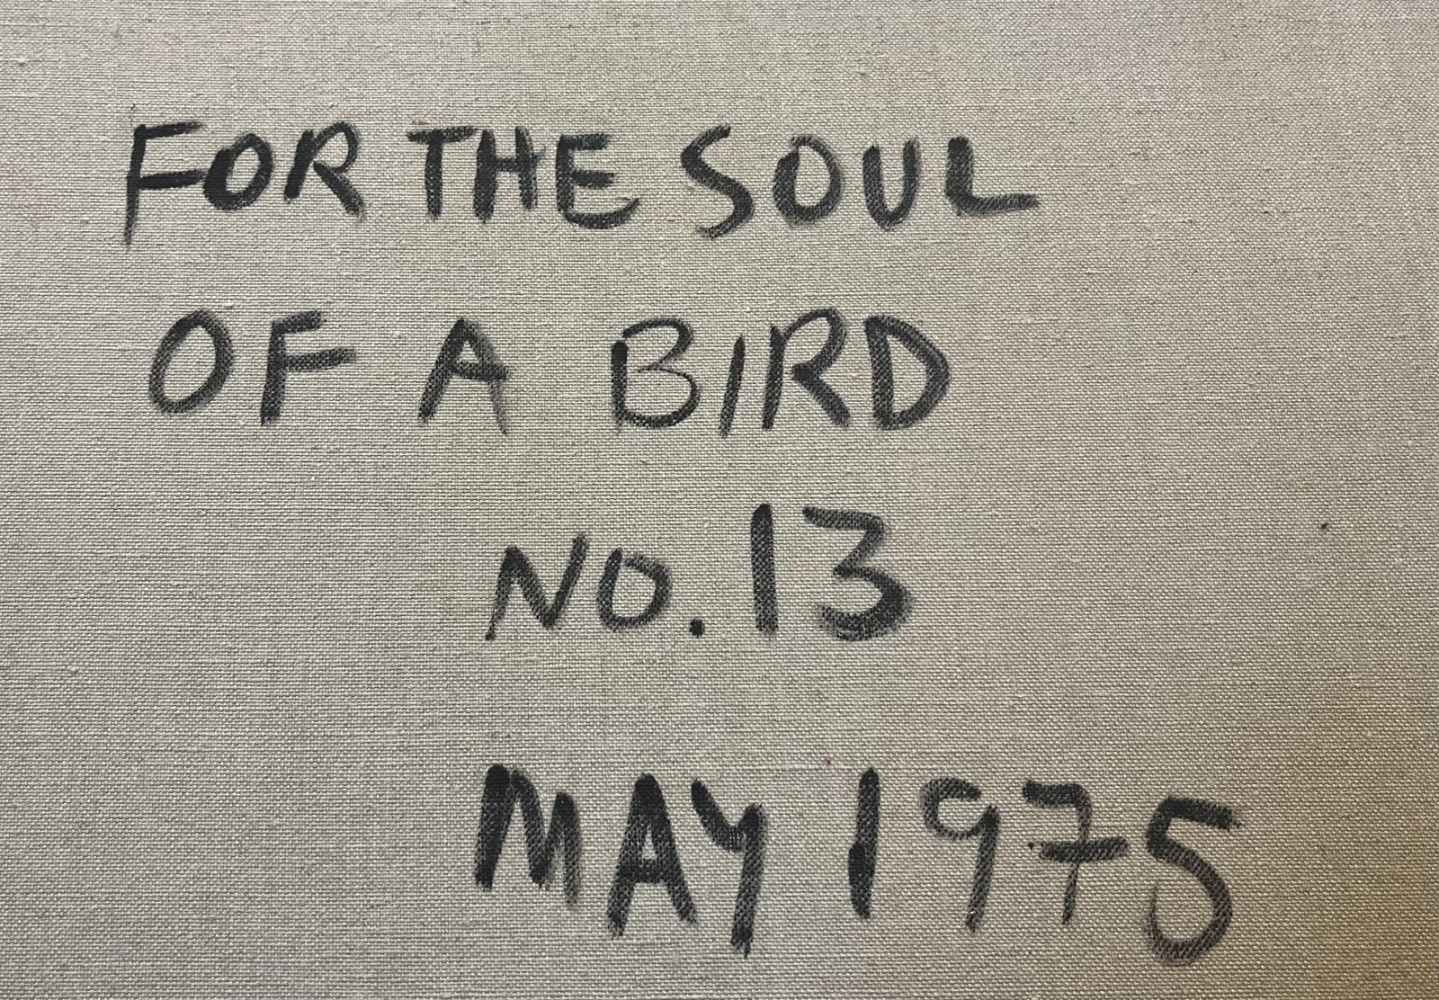 FOR THE SOUL
OF A BIRD
NO. 13
MAY 1975